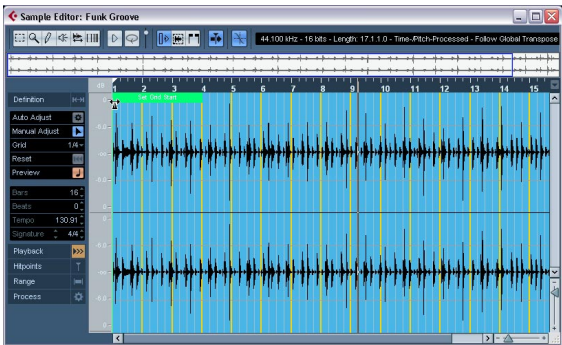 Sample Editor: Funk Groove
44.100 kHz - 16 bits - Length: 17.1.1.0 - Time-/Pitch-Processed - Follow Global Transpose
dB 1 2 3 4 5 6 7 8 9 10 11 12 13 14 15
Set Grid Start
Definition
Auto Adjust
Manual Adjust
Grid 1/4
Reset
Preview
Bars 16
Beats 0
Tempo 130.91
Signature 4/4
Playback
Hitpoints
Range
Process